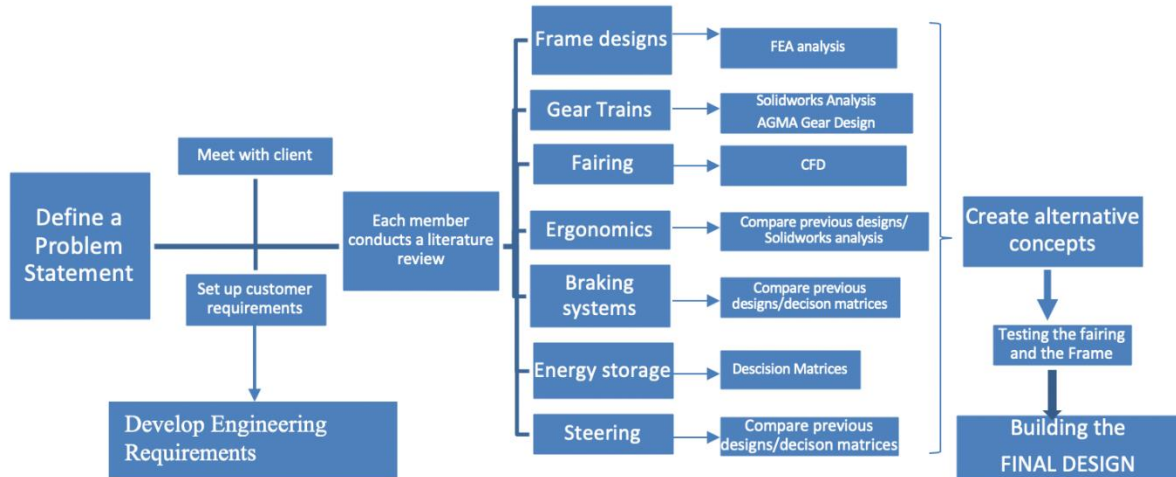 Define a
Problem
Statement
Meet with client
Set up customer
requirements
Develop Engineering
Requirements
Each member
conducts a literature
review
Frame designs
FEA analysis
Gear Trains
Solidworks Analysis
AGMA Gear Design
Fairing
CFD
Ergonomics
Compare previous designs/
Solidworks analysis
Braking
systems
Compare previous
designs/decison matrices
Energy storage
Descision Matrices
Steering
Compare previous
designs/decison matrices
Create alternative
concepts
Testing the fairing
and the Frame
Building the
FINAL DESIGN